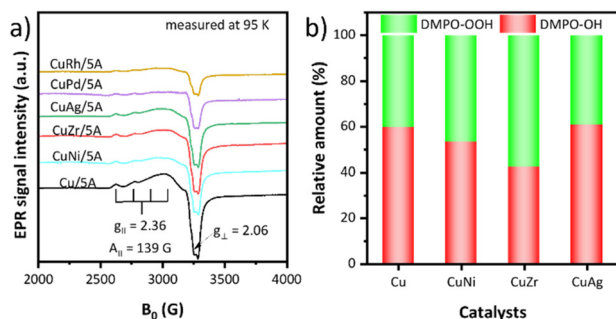 a)
measured at 95 K
EPR signal intensity (a.u.)
CuRh/5A
CuPd/5A
CuAg/5A
CuZr/5A
CuNi/5A
Cu/5A
g|| = 2.36
A|| = 139 G
g⊥ = 2.06
2000 2500 3000 3500 4000
B₀ (G)
b)
DMPO-OOH DMPO-OH
Relative amount (%)
100
80
60
40
20
0
Cu CuNi CuZr CuAg
Catalysts